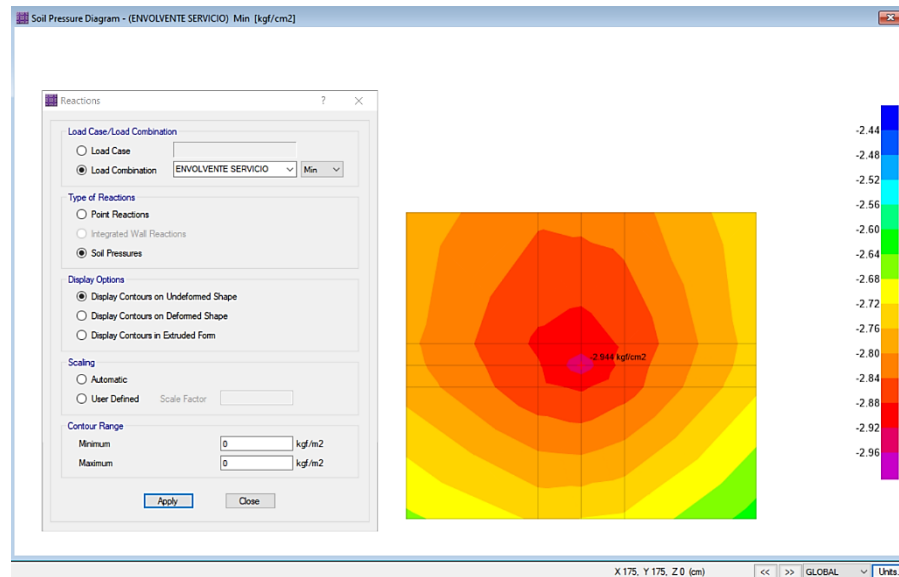 Soil Pressure Diagram - (ENVOLVENTE SERVICIO) Min [kgf/cm2]
Reactions
?
Load Case/Load Combination
Load Case
Load Combination ENVOLVENTE SERVICIO Min
Type of Reactions
Point Reactions
Integrated Wall Reactions
Soil Pressures
Display Options
Display Contours on Undeformed Shape
Display Contours on Deformed Shape
Display Contours in Extruded Form
Scaling
Automatic
User Defined Scale Factor
Contour Range
Minimum 0 kgf/m2
Maximum 0 kgf/m2
Apply Close
-2.944 kgf/cm2
-2.44
-2.48
-2.52
-2.56
-2.60
-2.64
-2.68
-2.72
-2.76
-2.80
-2.84
-2.88
-2.92
-2.96
X 175, Y 175, Z 0 (cm) << >> GLOBAL Units.